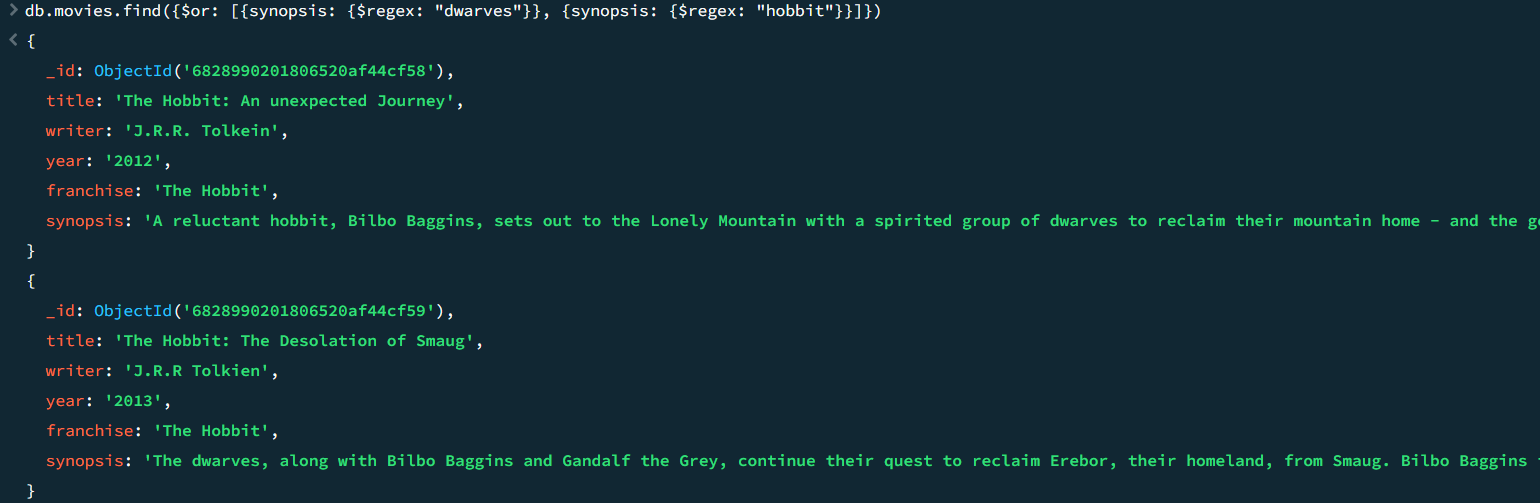 db.movies.find({$or: [{synopsis: {$regex: "dwarves"}}, {synopsis: {$regex: "hobbit"}}]})
{
_id: ObjectId('6828990201806520af44cf58'),
title: 'The Hobbit: An unexpected Journey',
writer: 'J.R.R. Tolkein',
year: '2012',
franchise: 'The Hobbit',
synopsis: 'A reluctant hobbit, Bilbo Baggins, sets out to the Lonely Mountain with a spirited group of dwarves to reclaim their mountain home - and the
}
{
_id: ObjectId('6828990201806520af44cf59'),
title: 'The Hobbit: The Desolation of Smaug',
writer: 'J.R.R Tolkien',
year: '2013',
franchise: 'The Hobbit',
synopsis: 'The dwarves, along with Bilbo Baggins and Gandalf the Grey, continue their quest to reclaim Erebor, their homeland, from Smaug. Bilbo Baggins
}